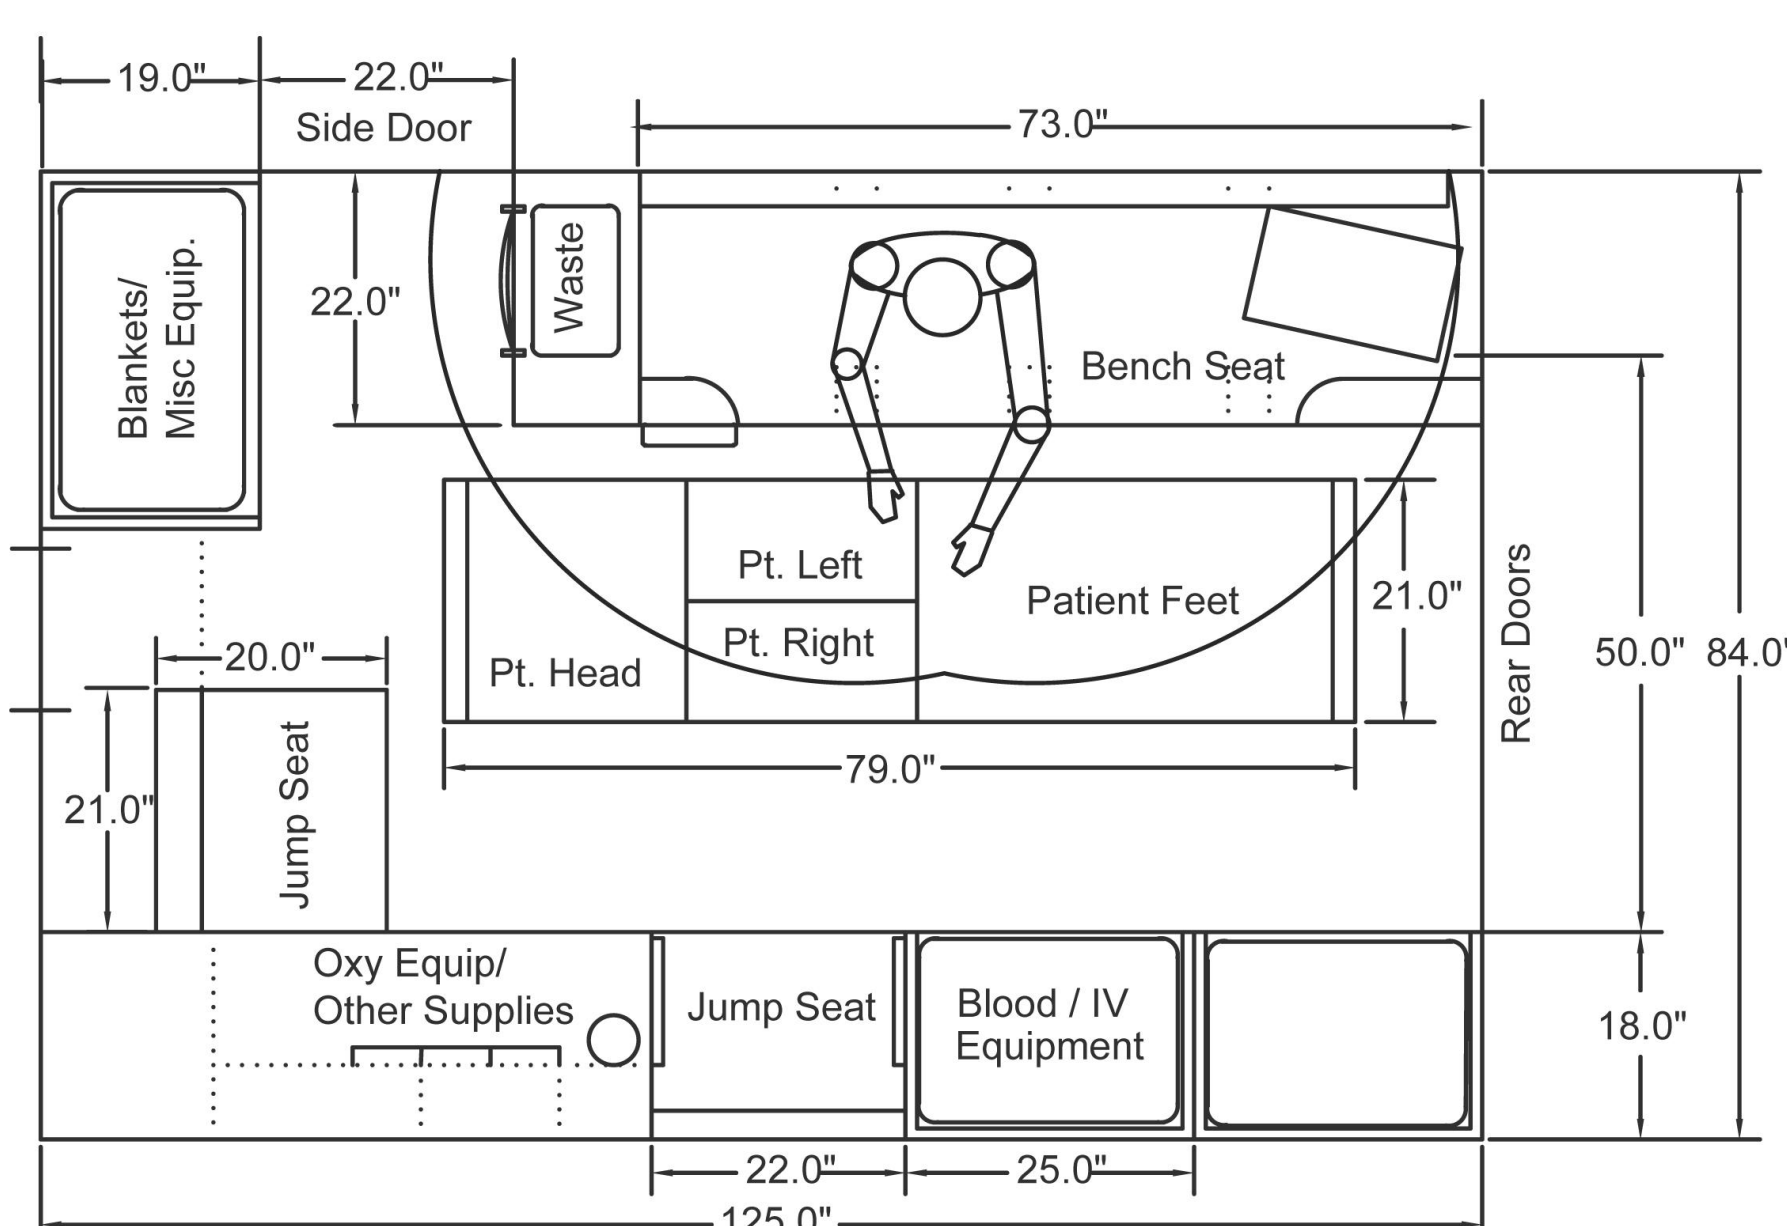 19.0"
22.0"
Side Door
73.0"
Blankets/
Misc Equip.
22.0"
Waste
Bench Seat
Pt. Left
Pt. Right
Pt. Head
Patient Feet
21.0"
Rear Doors
50.0"
84.0"
20.0"
79.0"
21.0"
Jump Seat
Oxy Equip/
Other Supplies
Jump Seat
Blood / IV
Equipment
18.0"
22.0"
25.0"
125.0"